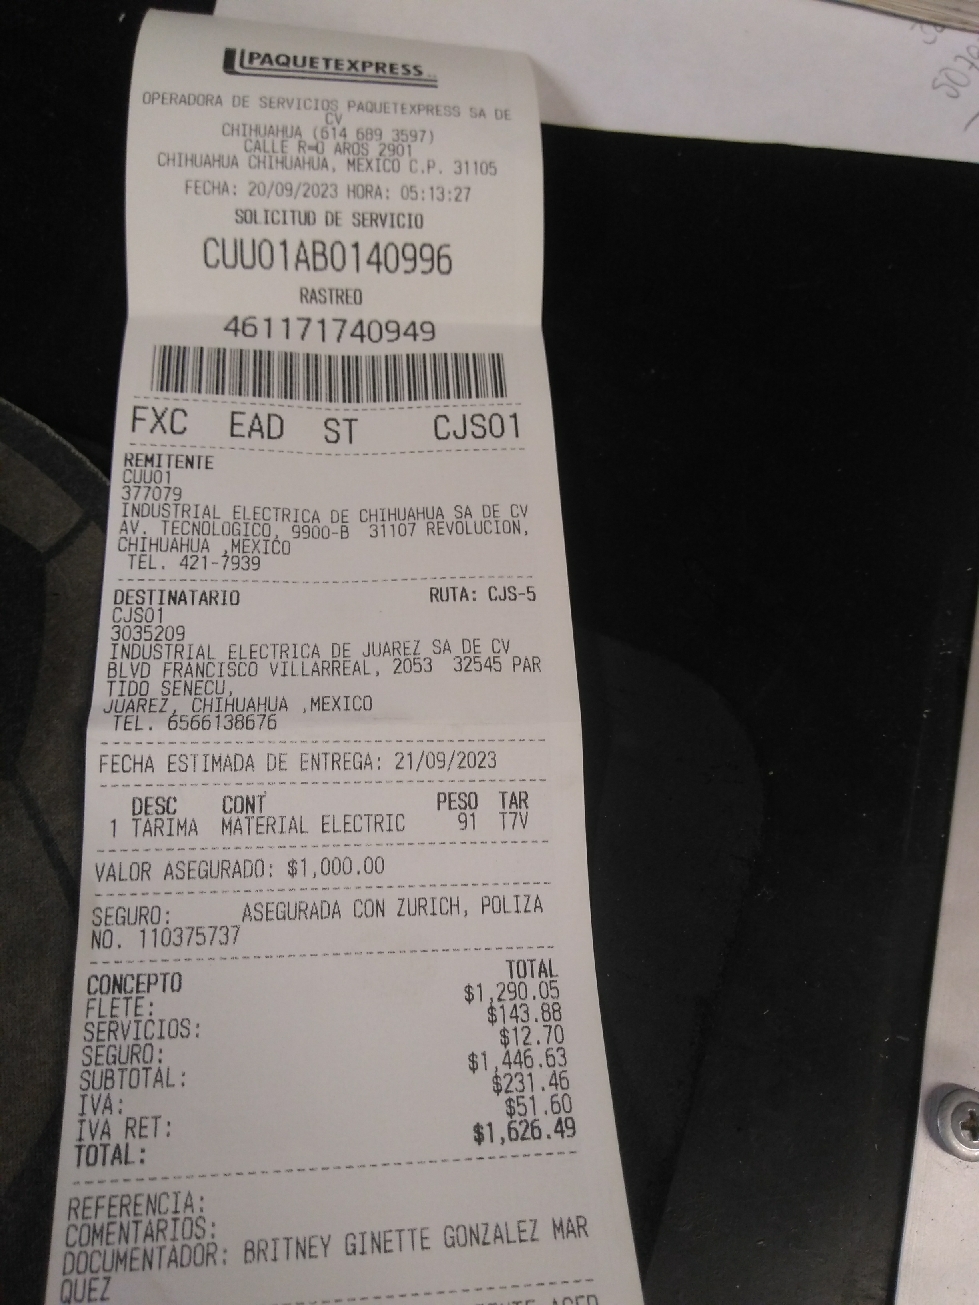 PAQUETEXPRESS
OPERADORA DE SERVICIOS PAQUETEXPRESS SA DE
CV
CHIHUAHUA (614 689 3597)
CALLE R=O AROS 2901
CHIHUAHUA CHIHUAHUA, MEXICO C.P. 31105
FECHA: 20/09/2023 HORA: 05:13:27
SOLICITUD DE SERVICIO
CUU01AB0140996
RASTREO
461171740949
FXC EAD ST CJS01
REMITENTE
CUU01
377079
INDUSTRIAL ELECTRICA DE CHIHUAHUA SA DE CV
AV. TECNOLOGICO, 9900-B 31107 REVOLUCION,
CHIHUAHUA ,MEXICO
TEL. 421-7939
DESTINATARIO RUTA: CJS-5
CJS01
3035209
INDUSTRIAL ELECTRICA DE JUAREZ SA DE CV
BLVD FRANCISCO VILLARREAL, 2053 32545 PAR
TIDO SENECU,
JUAREZ, CHIHUAHUA ,MEXICO
TEL. 6566138676
FECHA ESTIMADA DE ENTREGA: 21/09/2023
DESC CONT PESO TAR
1 TARIMA MATERIAL ELECTRIC 91 T7V
VALOR ASEGURADO: $1,000.00
SEGURO: ASEGURADA CON ZURICH, POLIZA
NO. 110375737
CONCEPTO TOTAL
FLETE: $1,290.05
SERVICIOS: $143.88
SEGURO: $12.70
SUBTOTAL: $1,446.63
IVA: $231.46
IVA RET: $51.60
TOTAL: $1,626.49
REFERENCIA:
COMENTARIOS:
DOCUMENTADOR: BRITNEY GINETTE GONZALEZ MAR
QUEZ